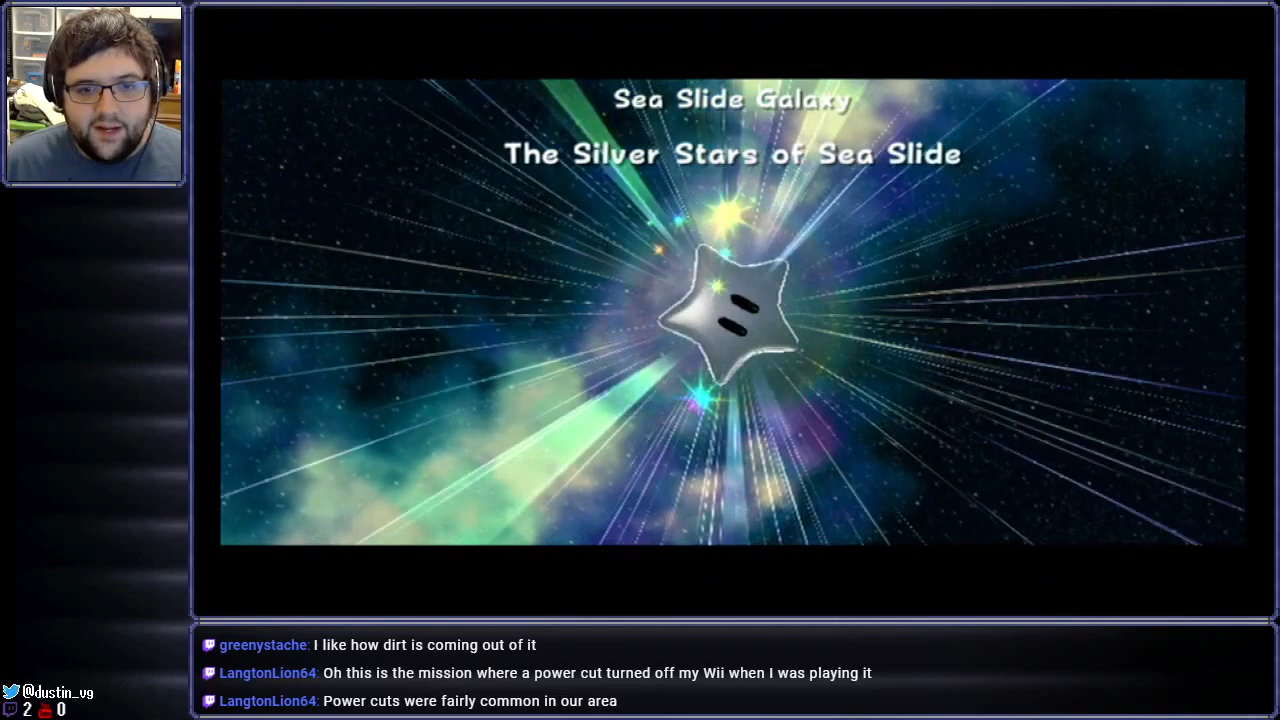 Sea Slide Galaxy
The Silver Stars of Sea Slide
greenystache: I like how dirt is coming out of it
LangtonLion64: Oh this is the mission where a power cut turned off my Wii when I was playing it
LangtonLion64: Power cuts were fairly common in our area
@dustin_vg
2 0